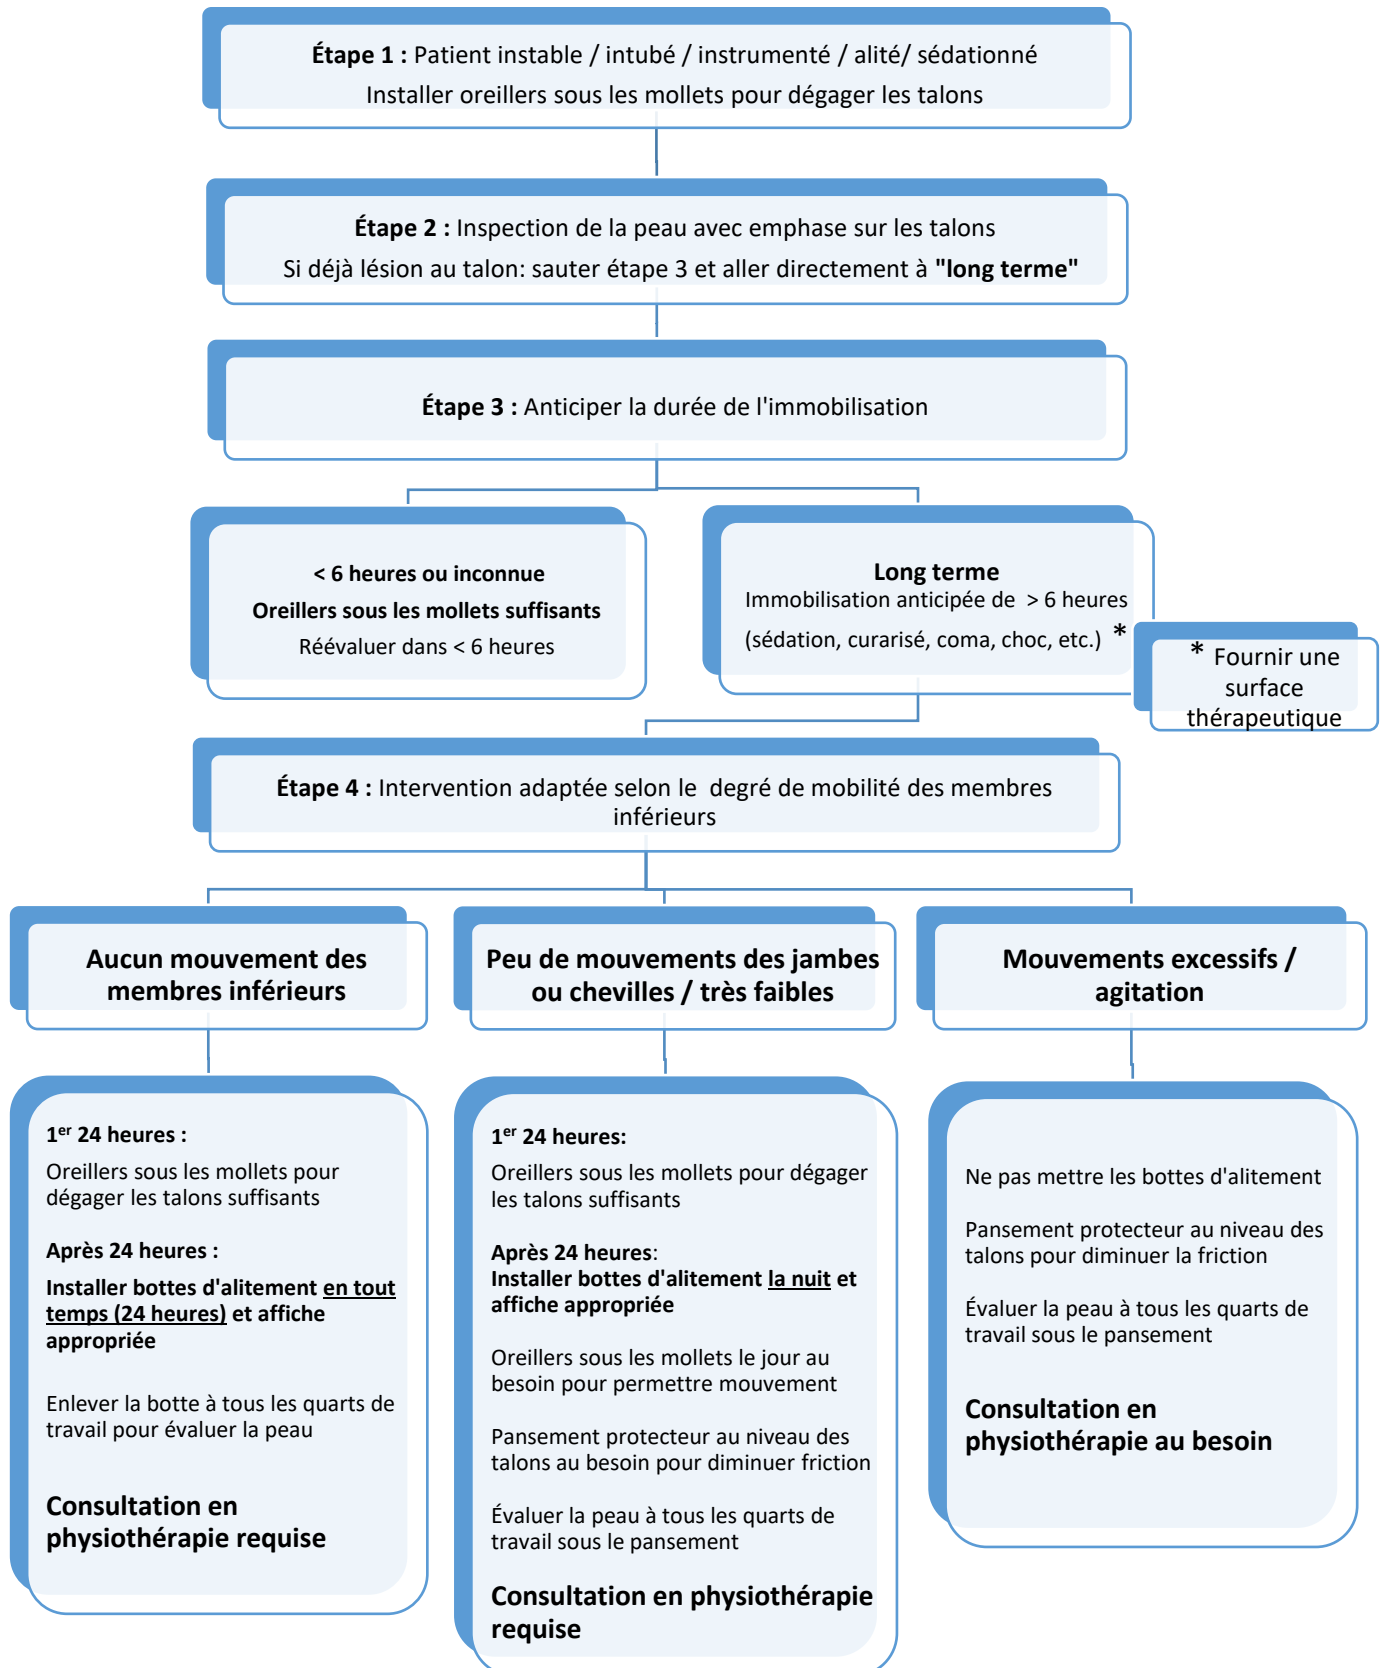 Étape 1 : Patient instable / intubé / instrumenté / alité/ sédationné
Installer oreillers sous les mollets pour dégager les talons
Étape 2 : Inspection de la peau avec emphase sur les talons
Si déjà lésion au talon: sauter étape 3 et aller directement à "long terme"
Étape 3 : Anticiper la durée de l'immobilisation
< 6 heures ou inconnue
Oreillers sous les mollets suffisants
Réévaluer dans < 6 heures
Long terme
Immobilisation anticipée de > 6 heures
(sédation, curarisé, coma, choc, etc.) *
* Fournir une
surface
thérapeutique
Étape 4 : Intervention adaptée selon le degré de mobilité des membres
inférieurs
Aucun mouvement des
membres inférieurs
1er 24 heures :
Oreillers sous les mollets pour
dégager les talons suffisants
Après 24 heures :
Installer bottes d'alitement en tout
temps (24 heures) et affiche
appropriée
Enlever la botte à tous les quarts de
travail pour évaluer la peau
Consultation en
physiothérapie requise
Peu de mouvements des jambes
ou chevilles / très faibles
1er 24 heures:
Oreillers sous les mollets pour dégager
les talons suffisants
Après 24 heures:
Installer bottes d'alitement la nuit et
affiche appropriée
Oreillers sous les mollets le jour au
besoin pour permettre mouvement
Pansement protecteur au niveau des
talons au besoin pour diminuer friction
Évaluer la peau à tous les quarts de
travail sous le pansement
Consultation en physiothérapie
requise
Mouvements excessifs /
agitation
Ne pas mettre les bottes d'alitement
Pansement protecteur au niveau des
talons pour diminuer la friction
Évaluer la peau à tous les quarts de
travail sous le pansement
Consultation en
physiothérapie au besoin